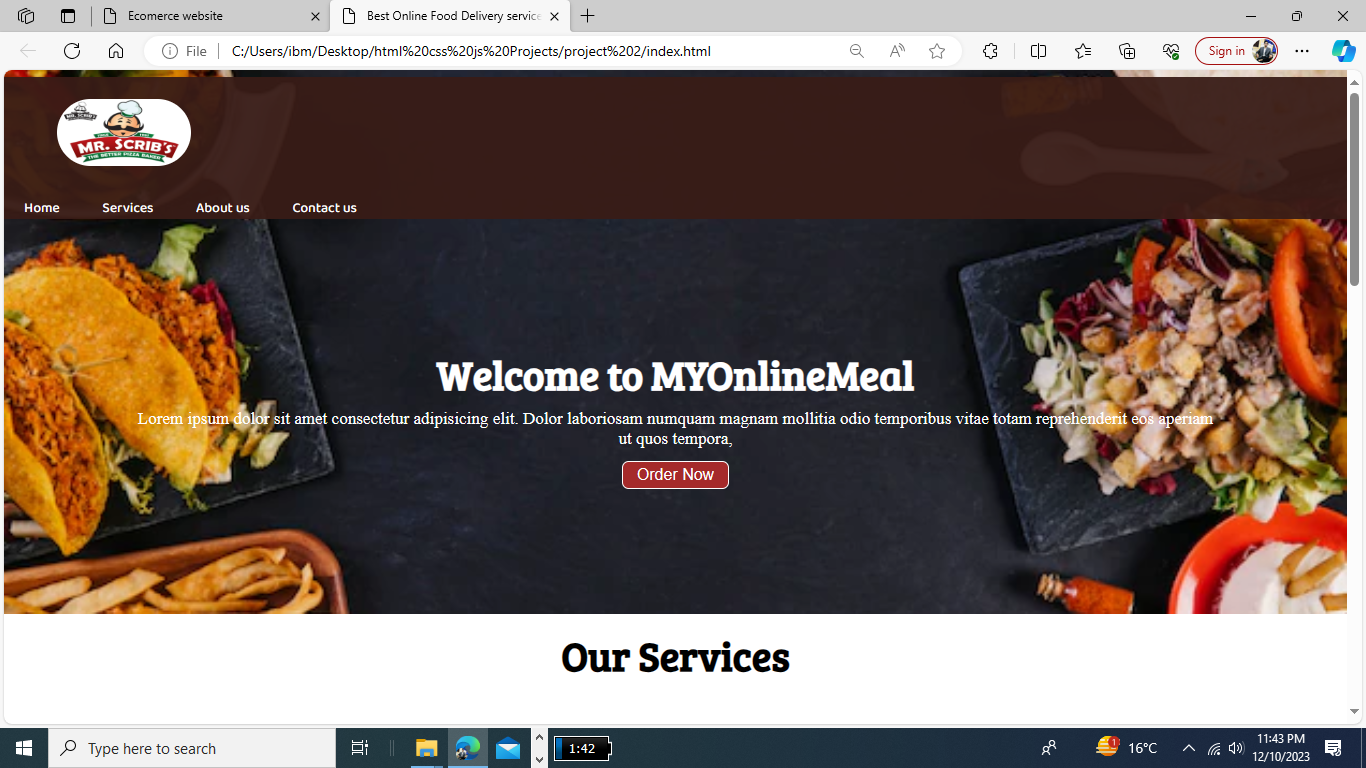 Ecomerce website
Best Online Food Delivery service
File
C:/Users/ibm/Desktop/html%20css%20js%20Projects/project%202/index.html
Sign in
MR. SCRIB'S
THE BETTER PIZZA BAKER
Home Services About us Contact us
Welcome to MYOnlineMeal
Lorem ipsum dolor sit amet consectetur adipisicing elit. Dolor laboriosam numquam magnam mollitia odio temporibus vitae totam reprehenderit eos aperiam
ut quos tempora,
Order Now
Our Services
Type here to search
1:42
1
16°C
11:43 PM
12/10/2023